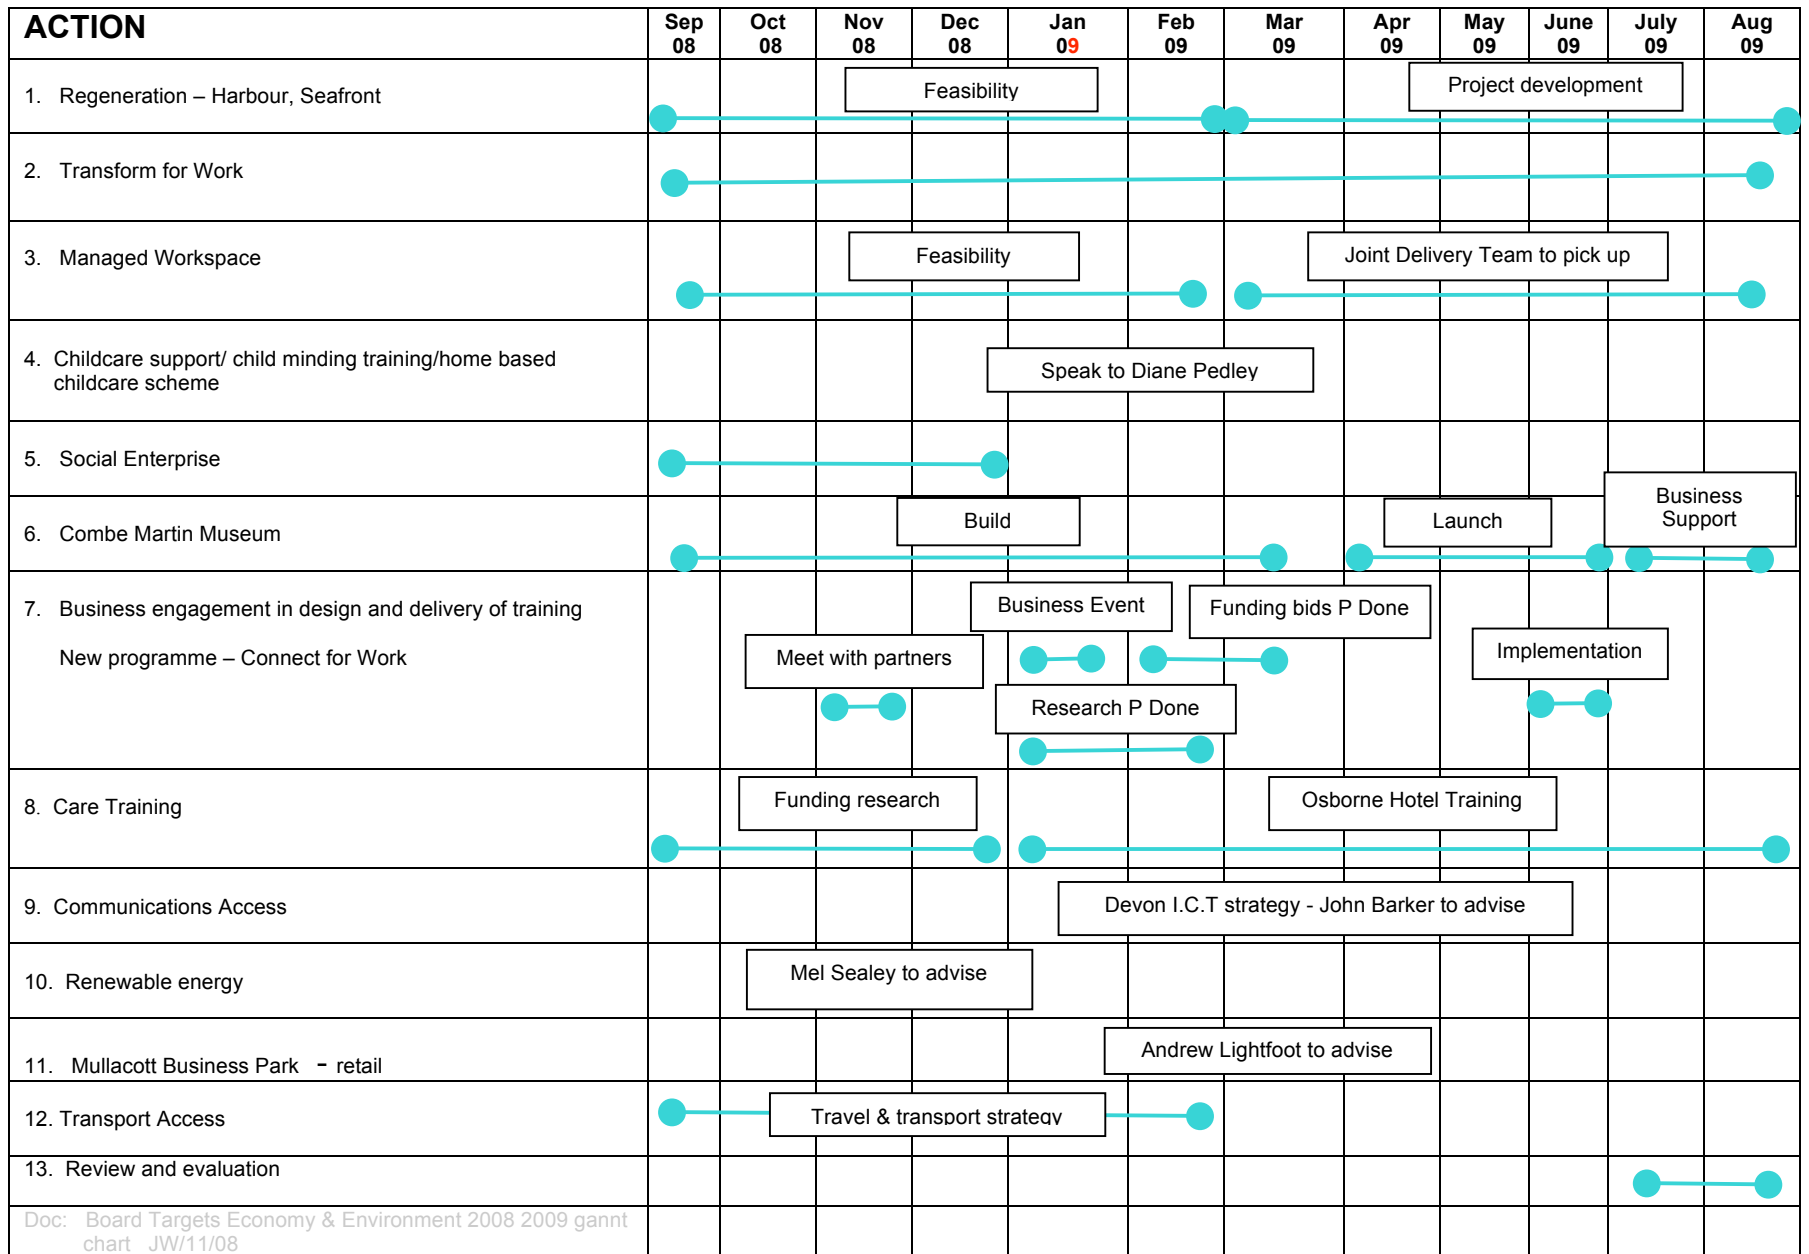 ACTION
Sep
08
Oct
08
Nov
08
Dec
08
Jan
09
Feb
09
Mar
09
Apr
09
May
09
June
09
July
09
Aug
09
1. Regeneration – Harbour, Seafront
Feasibility
Project development
2. Transform for Work
3. Managed Workspace
Feasibility
Joint Delivery Team to pick up
4. Childcare support/ child minding training/home based
childcare scheme
Speak to Diane Pedley
5. Social Enterprise
6. Combe Martin Museum
Build
Launch
Business
Support
7. Business engagement in design and delivery of training
New programme – Connect for Work
Business Event
Funding bids P Done
Meet with partners
Implementation
Research P Done
8. Care Training
Funding research
Osborne Hotel Training
9. Communications Access
Devon I.C.T strategy - John Barker to advise
10. Renewable energy
Mel Sealey to advise
11. Mullacott Business Park - retail
Andrew Lightfoot to advise
12. Transport Access
Travel & transport strategy
13. Review and evaluation
Doc: Board Targets Economy & Environment 2008 2009 gannt
chart JW/11/08